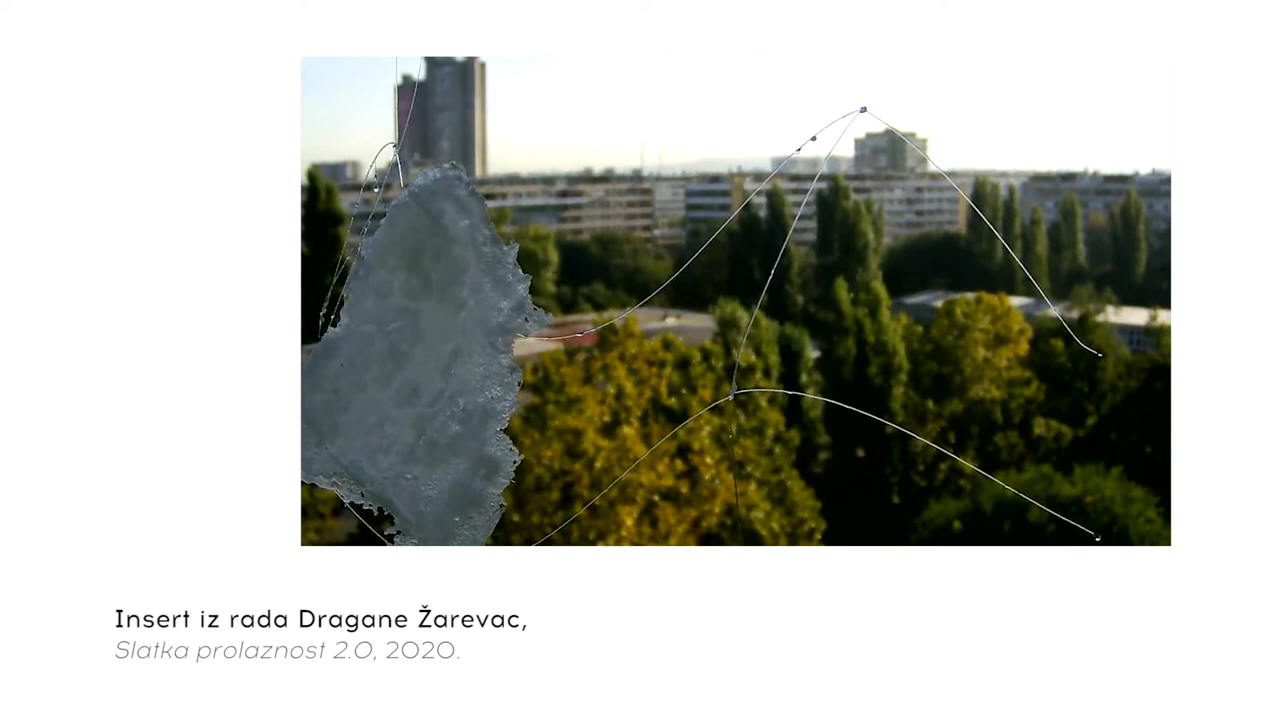 Insert iz rada Dragane Žarevac,
Slatka prolaznost 2.0, 2020.